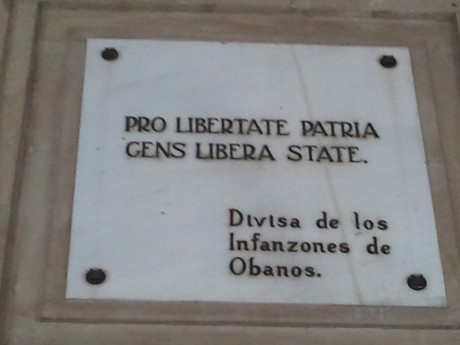 PRO LIBERTATE PATRIA
GENS LIBERA STATE.
Divisa de los
Infanzones de
Obanos.